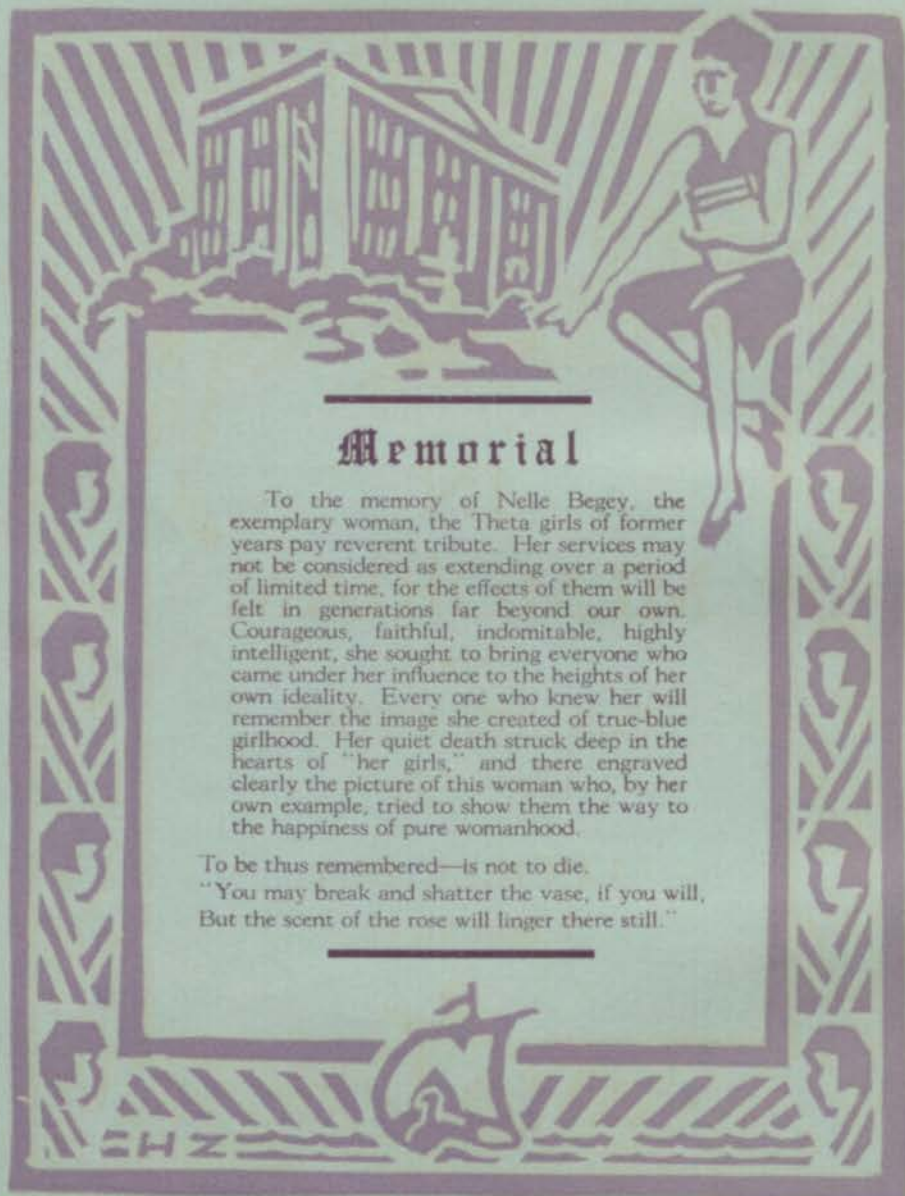 Memorial
To the memory of Nelle Begey, the
exemplary woman, the Theta girls of former
years pay reverent tribute. Her services may
not be considered as extending over a period
of limited time, for the effects of them will be
felt in generations far beyond our own.
Courageous, faithful, indomitable, highly
intelligent, she sought to bring everyone who
came under her influence to the heights of her
own ideality. Every one who knew her will
remember the image she created of true-blue
girlhood. Her quiet death struck deep in the
hearts of "her girls," and there engraved
clearly the picture of this woman who, by her
own example, tried to show them the way to
the happiness of pure womanhood.
To be thus remembered—is not to die.
"You may break and shatter the vase, if you will,
But the scent of the rose will linger there still."
HZ